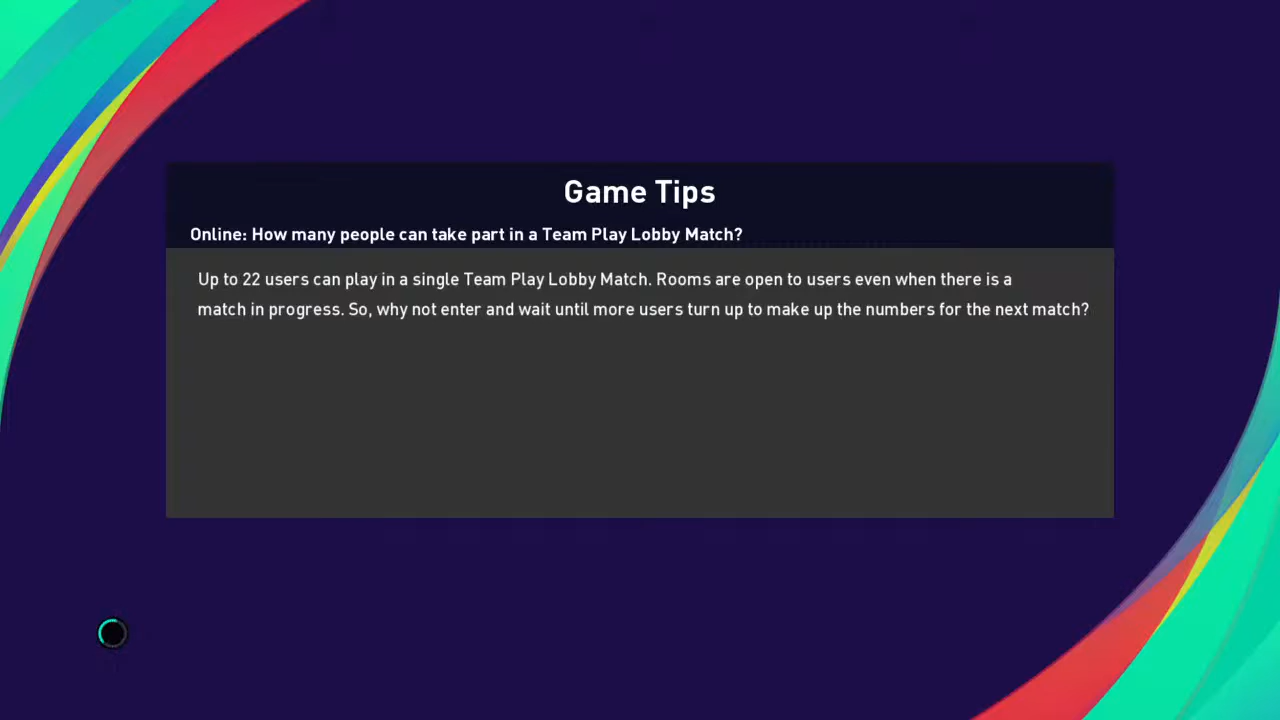 Game Tips
Online: How many people can take part in a Team Play Lobby Match?
Up to 22 users can play in a single Team Play Lobby Match. Rooms are open to users even when there is a
match in progress. So, why not enter and wait until more users turn up to make up the numbers for the next match?